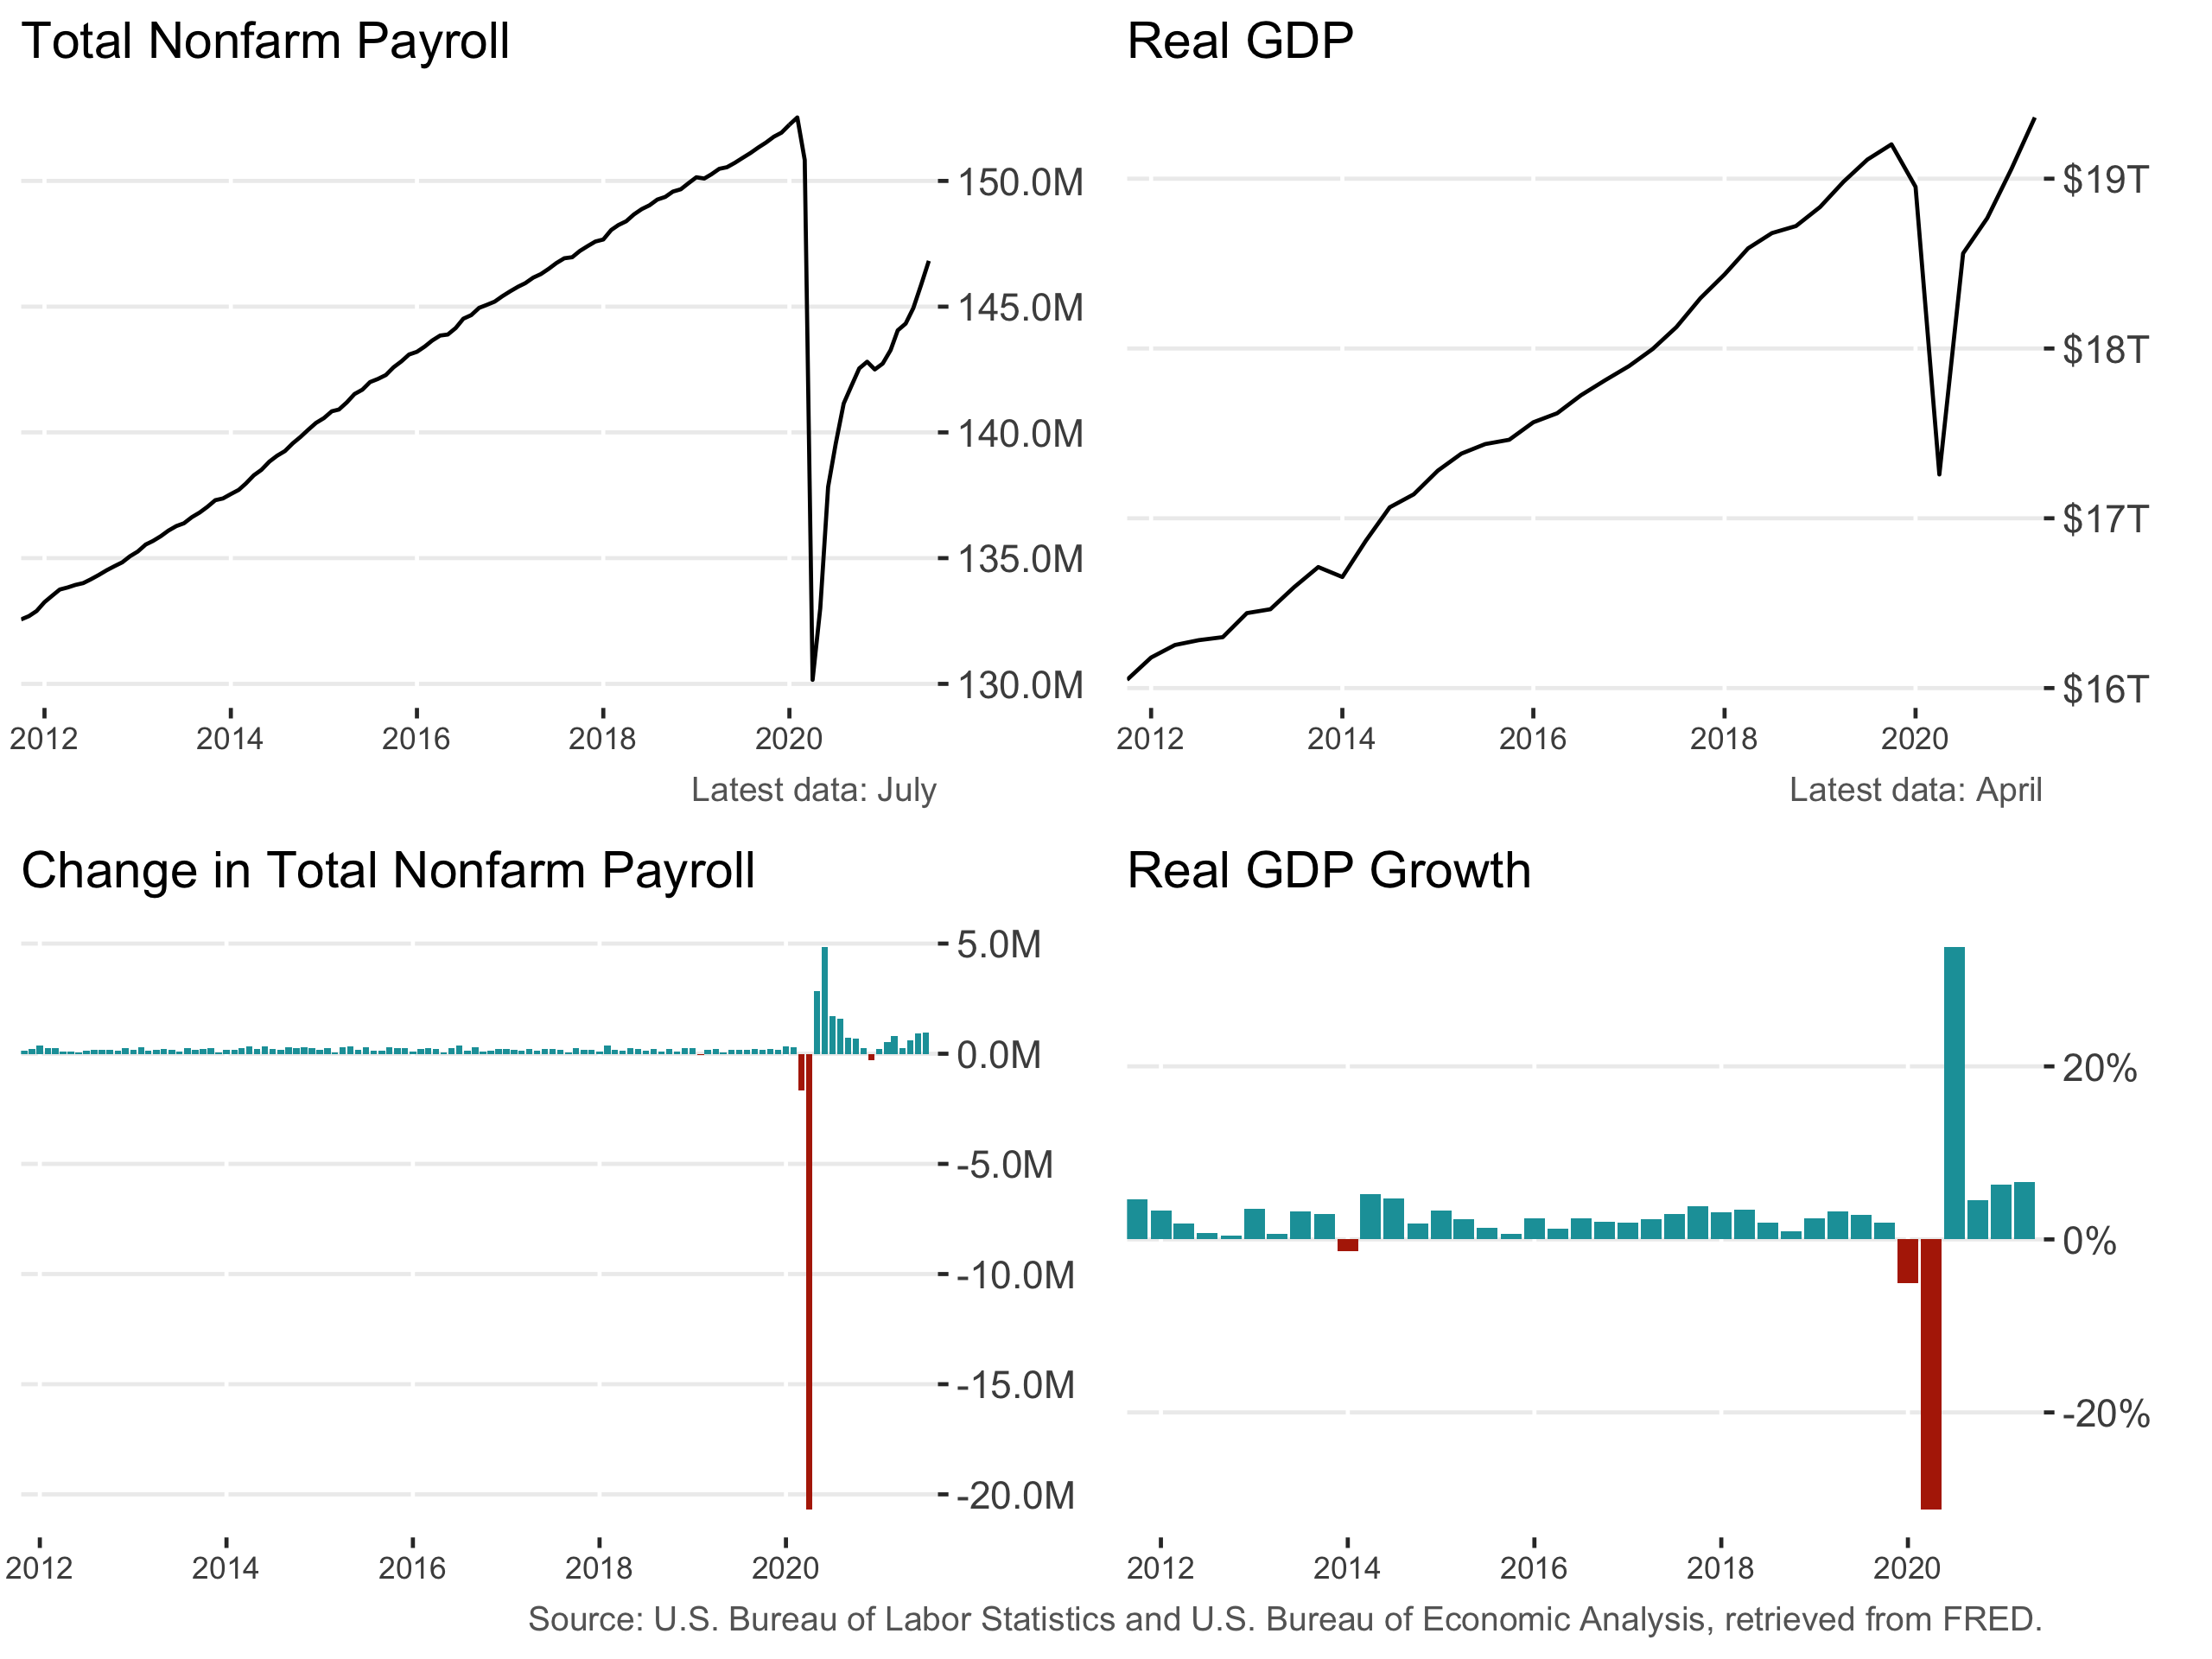 Total Nonfarm Payroll
150.0M
145.0M
140.0M
135.0M
130.0M
2012 2014 2016 2018 2020
Latest data: July
Real GDP
$19T
$18T
$17T
$16T
2012 2014 2016 2018 2020
Latest data: April
Change in Total Nonfarm Payroll
5.0M
0.0M
-5.0M
-10.0M
-15.0M
-20.0M
2012 2014 2016 2018 2020
Real GDP Growth
20%
0%
-20%
2012 2014 2016 2018 2020
Source: U.S. Bureau of Labor Statistics and U.S. Bureau of Economic Analysis, retrieved from FRED.